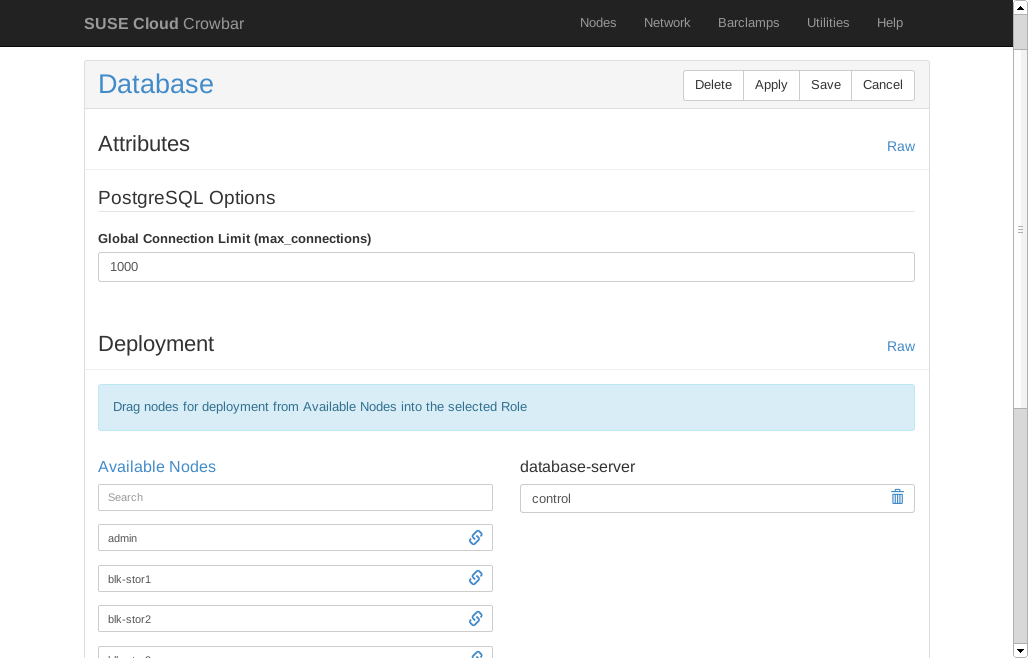 SUSE Cloud Crowbar Nodes Network Barclamps Utilities Help
Database Delete Apply Save Cancel
Attributes Raw
PostgreSQL Options
Global Connection Limit (max_connections)
1000
Deployment Raw
Drag nodes for deployment from Available Nodes into the selected Role
Available Nodes database-server
Search control
admin
blk-stor1
blk-stor2